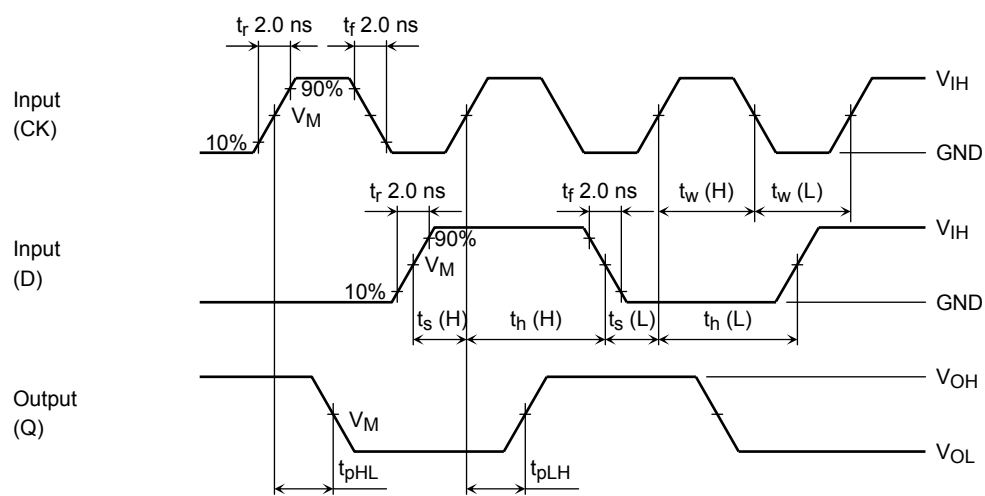 tr 2.0 ns
tf 2.0 ns
Input
(CK)
90%
VM
10%
VIH
GND
tr 2.0 ns
tf 2.0 ns
tw (H)
tw (L)
Input
(D)
90%
VM
10%
VIH
GND
ts (H)
th (H)
ts (L)
th (L)
Output
(Q)
VM
VOH
VOL
tpHL
tpLH